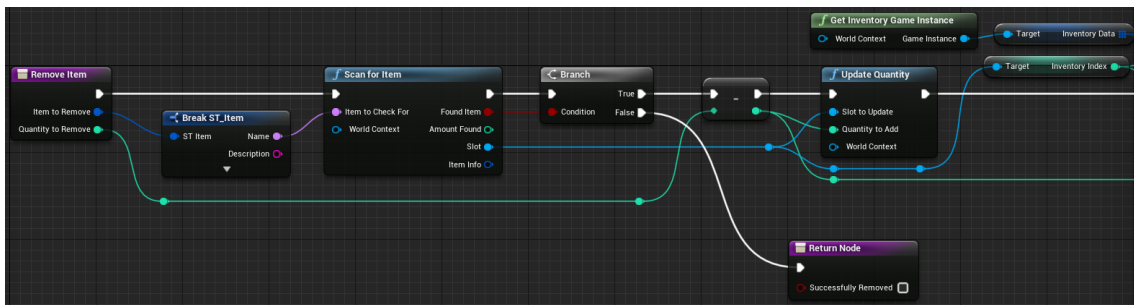 Get Inventory Game Instance
World Context Game Instance
Target Inventory Data
Remove Item
Item to Remove
Quantity to Remove
Break ST_Item
ST Item Name
Description
Scan for Item
Item to Check For Found Item
World Context Amount Found
Slot
Item Info
Branch
True
Condition False
-
Target Inventory Index
Update Quantity
Slot to Update
Quantity to Add
World Context
Return Node
Successfully Removed